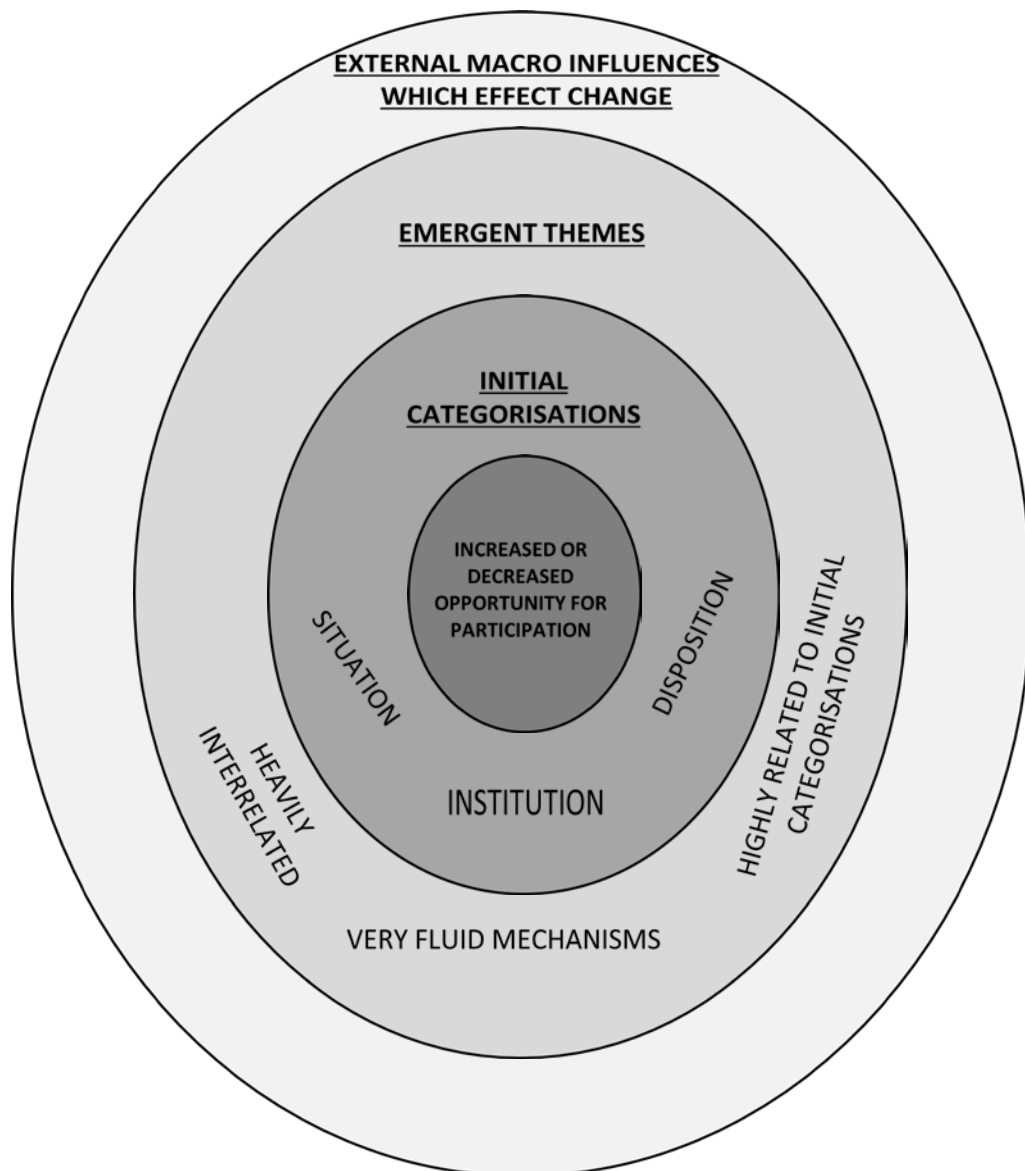 EXTERNAL MACRO INFLUENCES
WHICH EFFECT CHANGE
EMERGENT THEMES
INITIAL
CATEGORISATIONS
INCREASED OR
DECREASED
OPPORTUNITY FOR
PARTICIPATION
SITUATION
DISPOSITION
INSTITUTION
HEAVILY
INTERRELATED
HIGHLY RELATED TO INITIAL
CATEGORISATIONS
VERY FLUID MECHANISMS